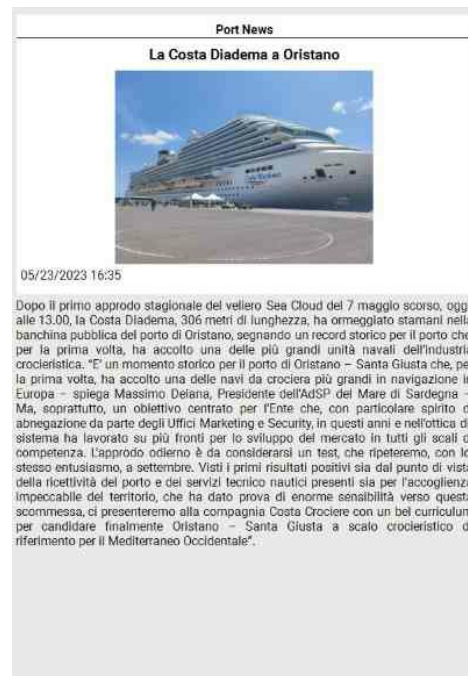 Port News
La Costa Diadema a Oristano
05/23/2023 16:35
Dopo il primo approdo stagionale del veliero Sea Cloud del 7 maggio scorso, ogg
alle 13.00, la Costa Diadema, 306 metri di lunghezza, ha ormeggiato stamani nella
banchina pubblica del porto di Oristano, segnando un record storico per il porto che
per la prima volta, ha accolto una delle più grandi unità navali dell'industria
crocieristica. "E' un momento storico per il porto di Oristano – Santa Giusta che, pe
la prima volta, ha accolto una delle navi da crociera più grandi in navigazione i
Europa – spiega Massimo Deiana, Presidente dell'AdSP del Mare di Sardegna –
Ma, soprattutto, un obiettivo centrato per l'Ente che, con particolare spirito d
abnegazione da parte degli Uffici Marketing e Security, in questi anni e nell'ottica d
sistema ha lavorato su più fronti per lo sviluppo del mercato in tutti gli scali d
competenza. L'approdo odierno è da considerarsi un test, che ripeteremo, con lo
stesso entusiasmo, a settembre. Visti i primi risultati positivi sia dal punto di vista
della ricettività del porto e dei servizi tecnico nautici presenti sia per l'accoglienza
impeccabile del territorio, che ha dato prova di enorme sensibilità verso questa
scommessa, ci presenteremo alla compagnia Costa Crociere con un bel curriculum
per candidare finalmente Oristano – Santa Giusta a scalo crocieristico d
riferimento per il Mediterraneo Occidentale".